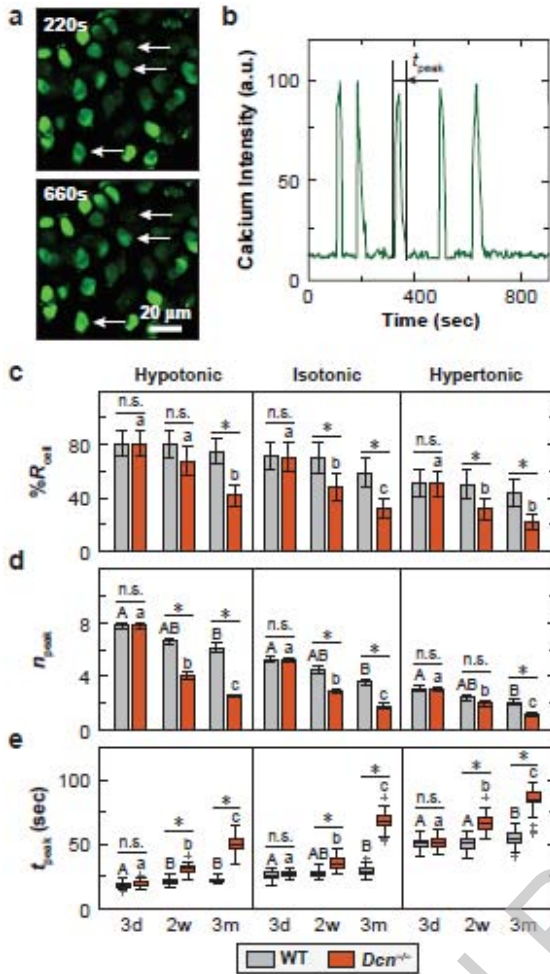 a
220s
660s
20 µm
b
Calcium Intensity (a.u.)
100
50
0
t peak
0 400 800
Time (sec)
c
Hypotonic Isotonic Hypertonic
%R cell
80
40
0
n.s. n.s. * n.s. * * n.s. * *
a a b a b c a b c
d
n peak
8
4
0
n.s. * * n.s. * * n.s. n.s. *
A a AB b B c A a AB b B c A a AB b B c
e
t peak (sec)
100
50
0
n.s. * * n.s. * * n.s. * *
A a B b B c A a AB b B c A a A b B c
3d 2w 3m 3d 2w 3m 3d 2w 3m
WT Dcn⁻/⁻